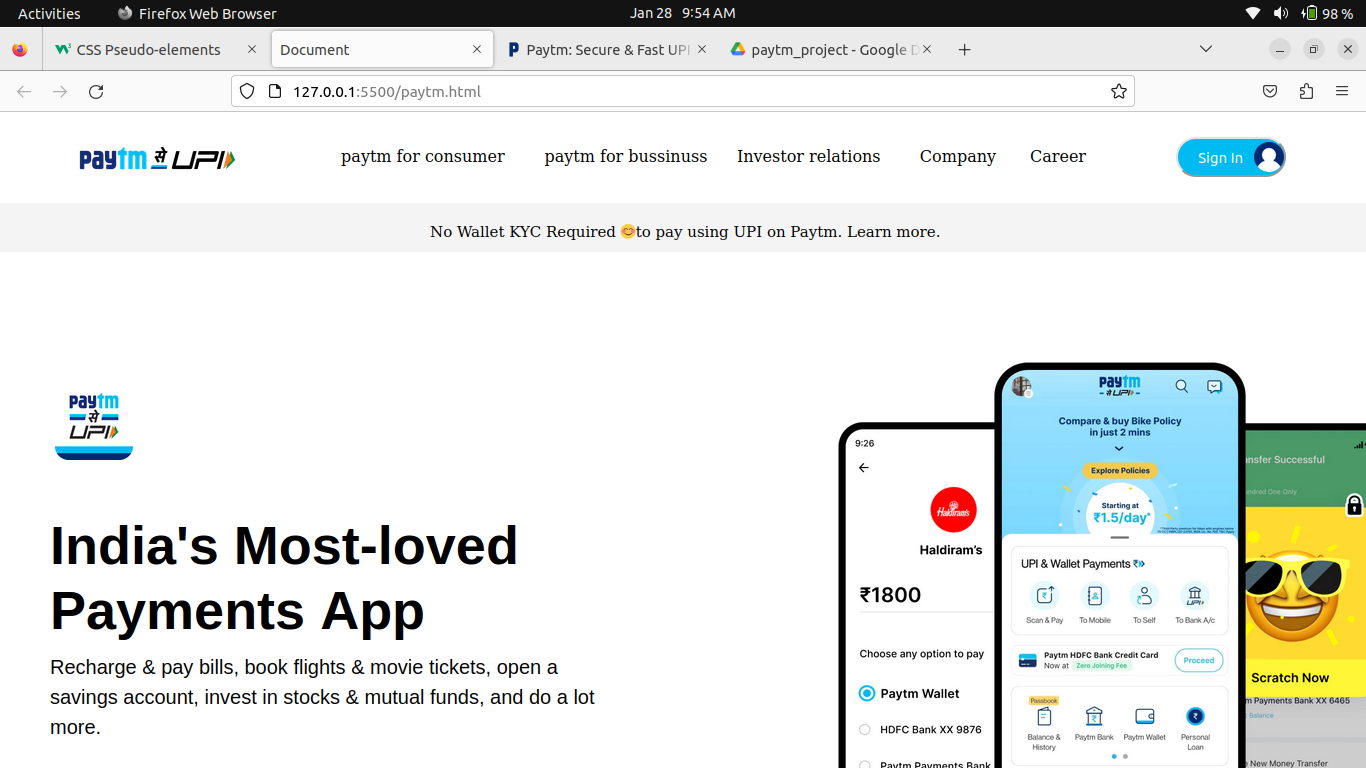 Activities Firefox Web Browser Jan 28 9:54 AM 98 %
CSS Pseudo-elements Document Paytm: Secure & Fast UPI paytm_project - Google D
127.0.0.1:5500/paytm.html
paytm से UPI paytm for consumer paytm for bussinuss Investor relations Company Career Sign In
No Wallet KYC Required 😊to pay using UPI on Paytm. Learn more.
paytm
से
UPI
India's Most-loved
Payments App
Recharge & pay bills, book flights & movie tickets, open a
savings account, invest in stocks & mutual funds, and do a lot
more.
9:26
Haldiram's
Haldiram's
₹1800
Choose any option to pay
Paytm Wallet
HDFC Bank XX 9876
Paytm Payments Bank
paytm
से UPI
Compare & buy Bike Policy
in just 2 mins
Explore Policies
Starting at
₹1.5/day*
UPI & Wallet Payments
Scan & Pay To Mobile To Self To Bank A/c
UPI
Paytm HDFC Bank Credit Card
Now at Zero Joining Fee Proceed
Passbook
Balance & History Paytm Bank Paytm Wallet Personal Loan
nsfer Successful
ndred One Only
Scratch Now
m Payments Bank XX 6465
Balance
e New Money Transfer